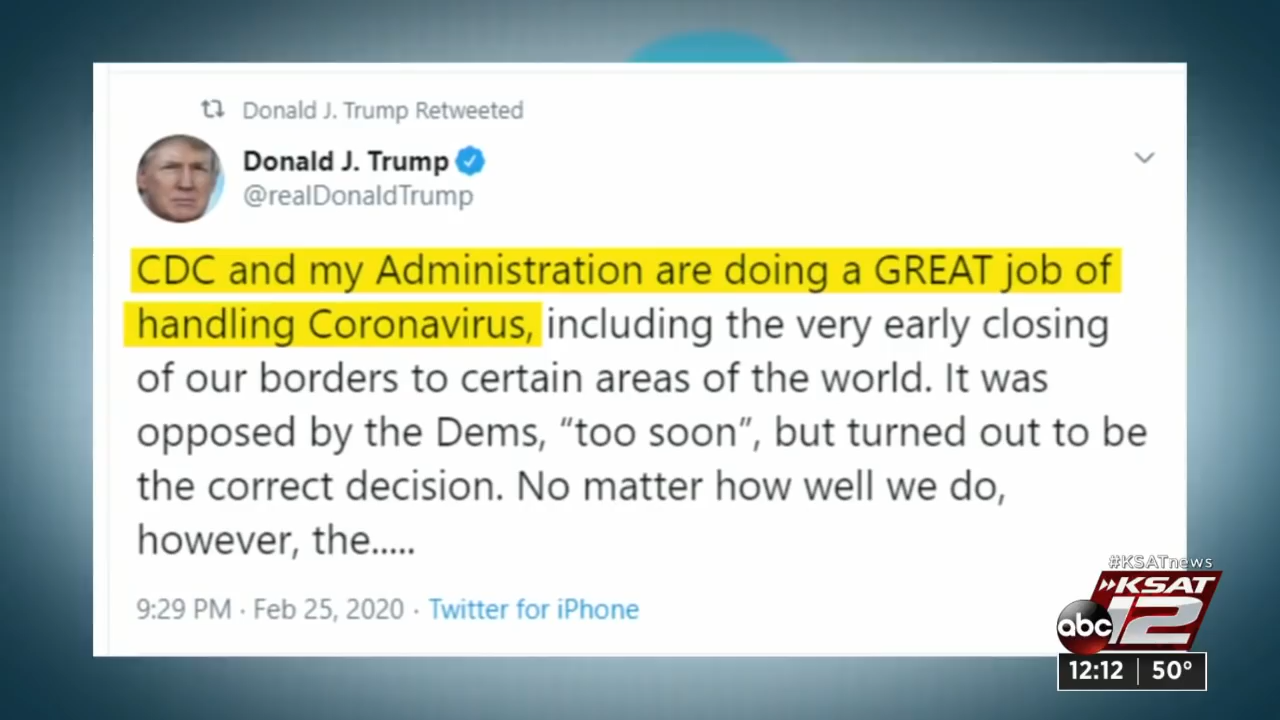 Donald J. Trump Retweeted
Donald J. Trump
@realDonaldTrump
CDC and my Administration are doing a GREAT job of
handling Coronavirus, including the very early closing
of our borders to certain areas of the world. It was
opposed by the Dems, “too soon”, but turned out to be
the correct decision. No matter how well we do,
however, the.....
9:29 PM · Feb 25, 2020 · Twitter for iPhone
#KSATnews
KSAT
abc 12
12:12 50°